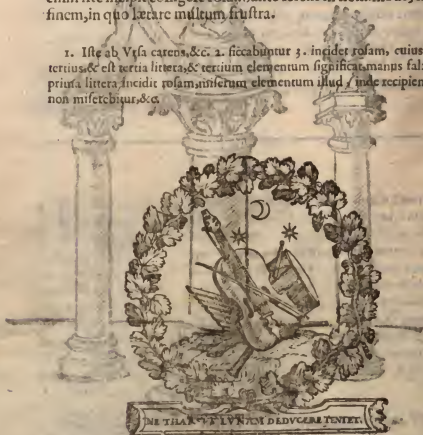 finem, in quo lætare multum, frustra.
1. Iste ab Vrsa carens, &c. 2. siccabuntur 3. incidet rosam, cuius
tertius, & est tertia littera, & tertium elementum significat, manus fal
prima littera, incidit rosam, miserum elementum illud / inde recipien
non miserebitur, &c.
LVNAM DEDVCERE TENTET.